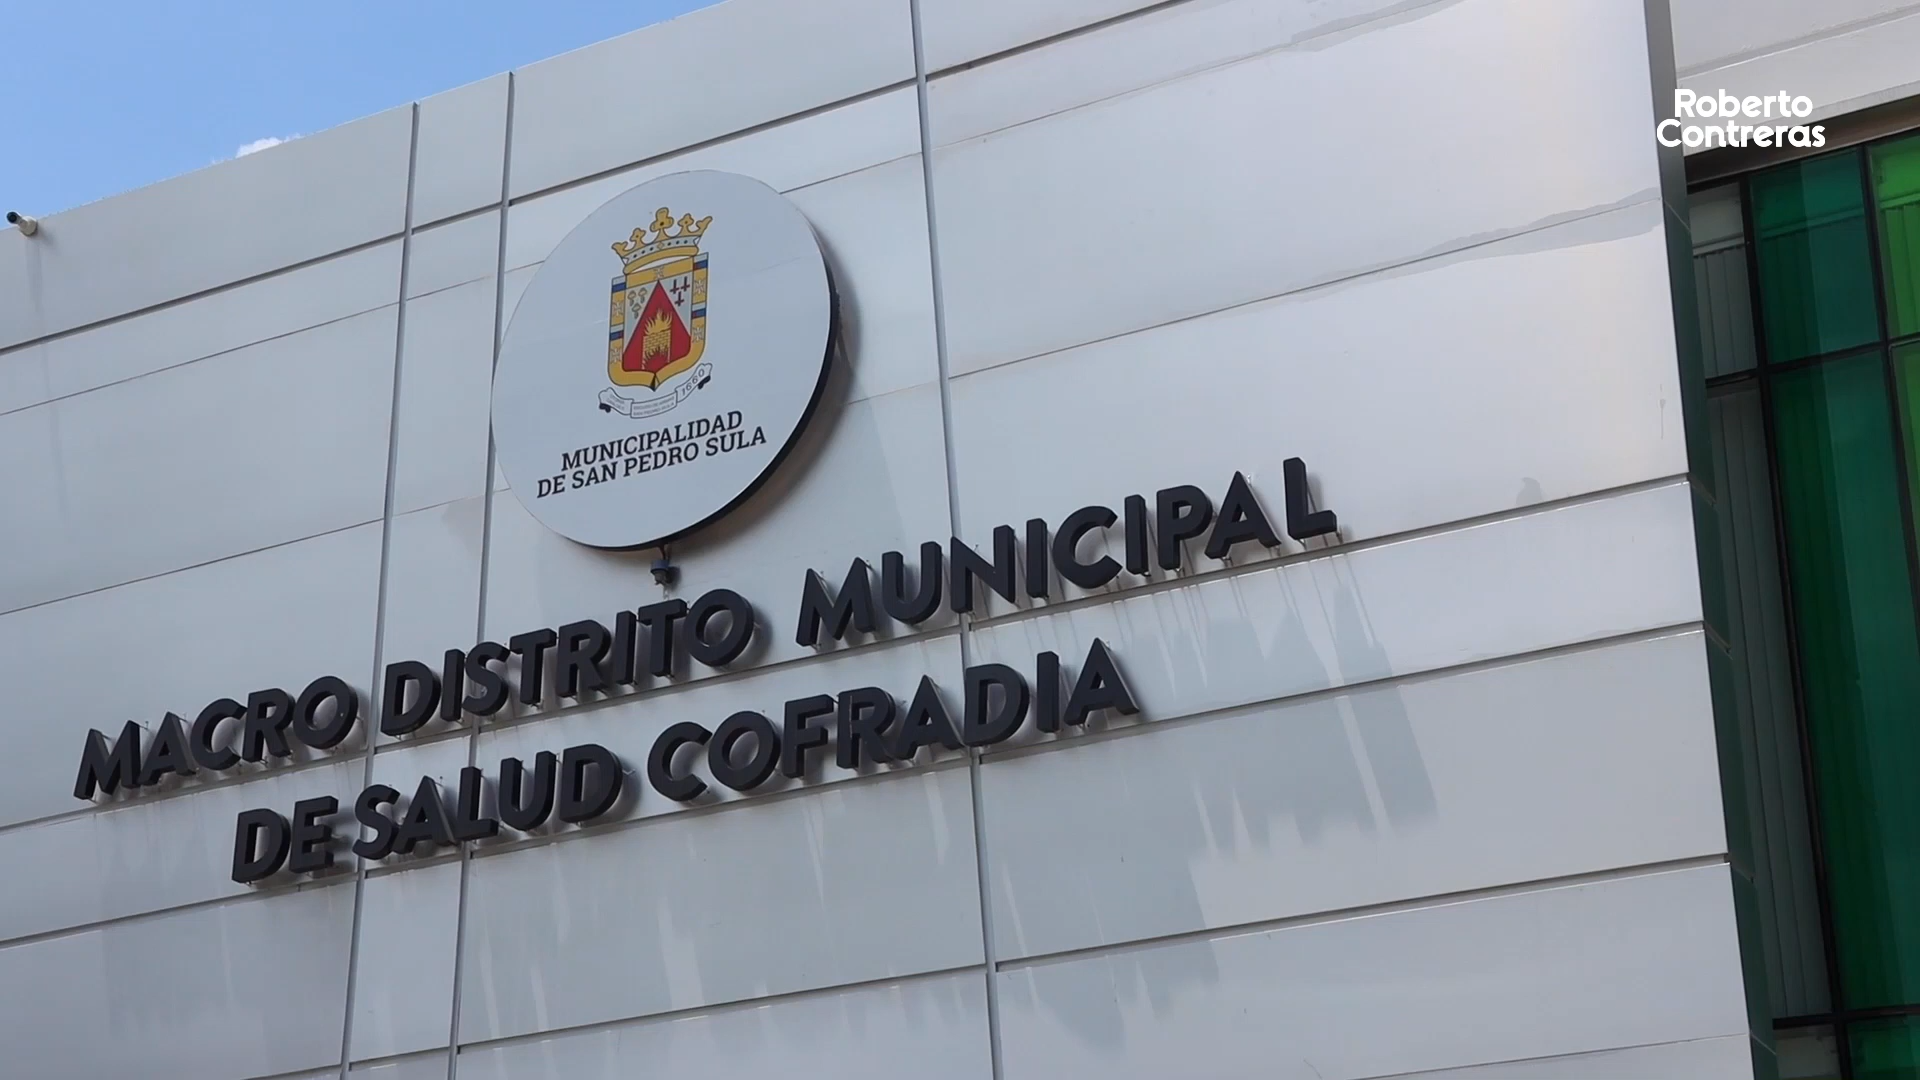 Roberto
Contreras
1660
MUNICIPALIDAD
DE SAN PEDRO SULA
MACRO DISTRITO MUNICIPAL
DE SALUD COFRADIA